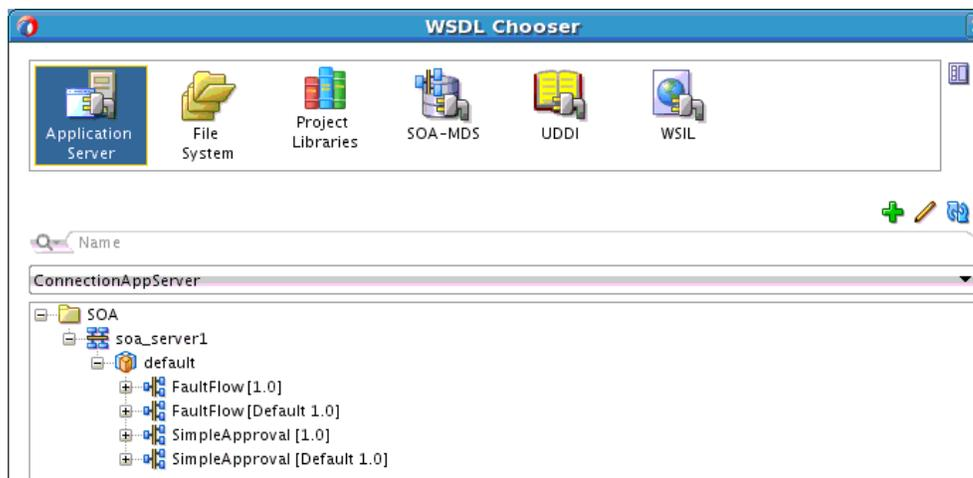 WSDL Chooser
Application
Server
File
System
Project
Libraries
SOA-MDS
UDDI
WSIL
Name
ConnectionAppServer
SOA
soa_server1
default
FaultFlow [1.0]
FaultFlow [Default 1.0]
SimpleApproval [1.0]
SimpleApproval [Default 1.0]